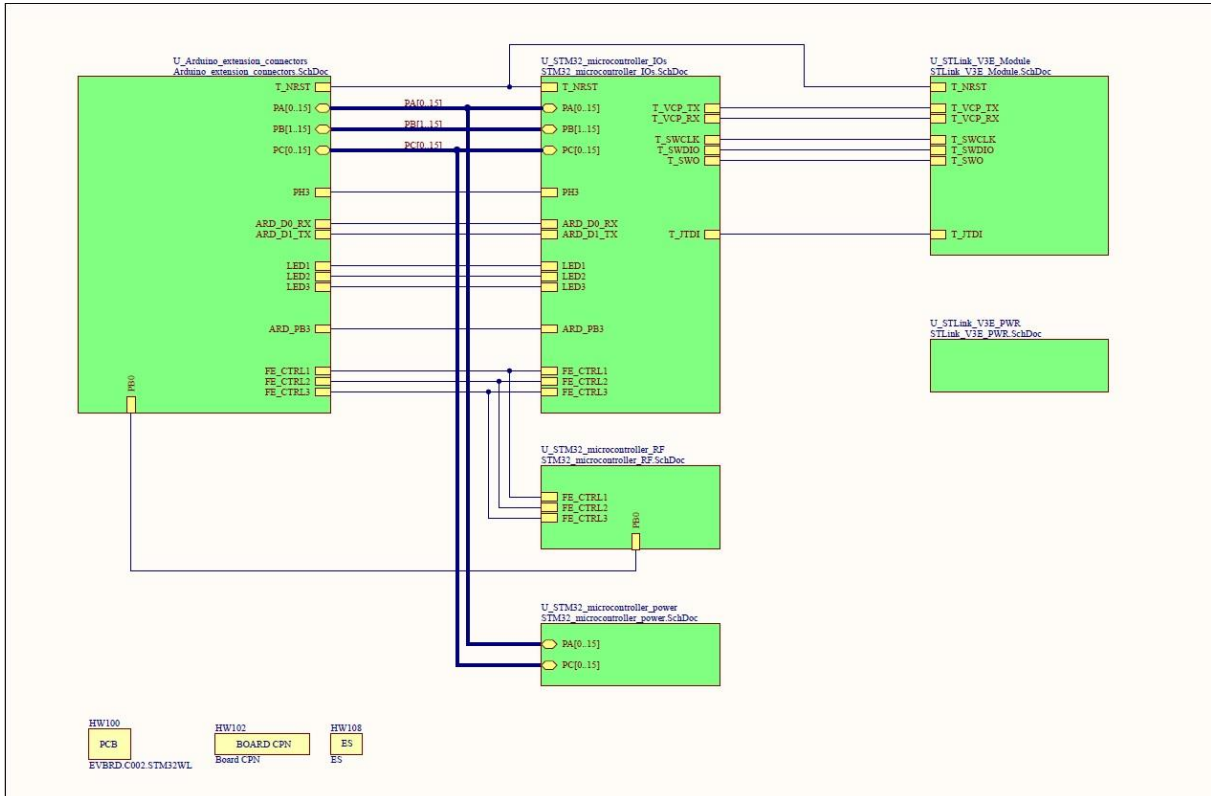 U_Arduino_extension_connectors
Arduino_extension_connectors.SchDoc
T_NRST
PA[0..15]
PB[1..15]
PC[0..15]
PH3
ARD_D0_RX
ARD_D1_TX
LED1
LED2
LED3
ARD_PB3
FE_CTRL1
FE_CTRL2
FE_CTRL3
PB0
PA[0..15]
PB[1..15]
PC[0..15]
U_STM32_microcontroller_IOs
STM32_microcontroller_IOs.SchDoc
T_NRST
PA[0..15]
PB[1..15]
PC[0..15]
PH3
ARD_D0_RX
ARD_D1_TX
LED1
LED2
LED3
ARD_PB3
FE_CTRL1
FE_CTRL2
FE_CTRL3
T_VCP_TX
T_VCP_RX
T_SWCLK
T_SWDIO
T_SWO
T_JTDI
U_STLink_V3E_Module
STLink_V3E_Module.SchDoc
T_NRST
T_VCP_TX
T_VCP_RX
T_SWCLK
T_SWDIO
T_SWO
T_JTDI
U_STLink_V3E_PWR
STLink_V3E_PWR.SchDoc
U_STM32_microcontroller_RF
STM32_microcontroller_RF.SchDoc
FE_CTRL1
FE_CTRL2
FE_CTRL3
PB0
U_STM32_microcontroller_power
STM32_microcontroller_power.SchDoc
PA[0..15]
PC[0..15]
HW100
PCB
EVBRD.C002.STM32WL
HW102
BOARD CPN
Board CPN
HW108
ES
ES